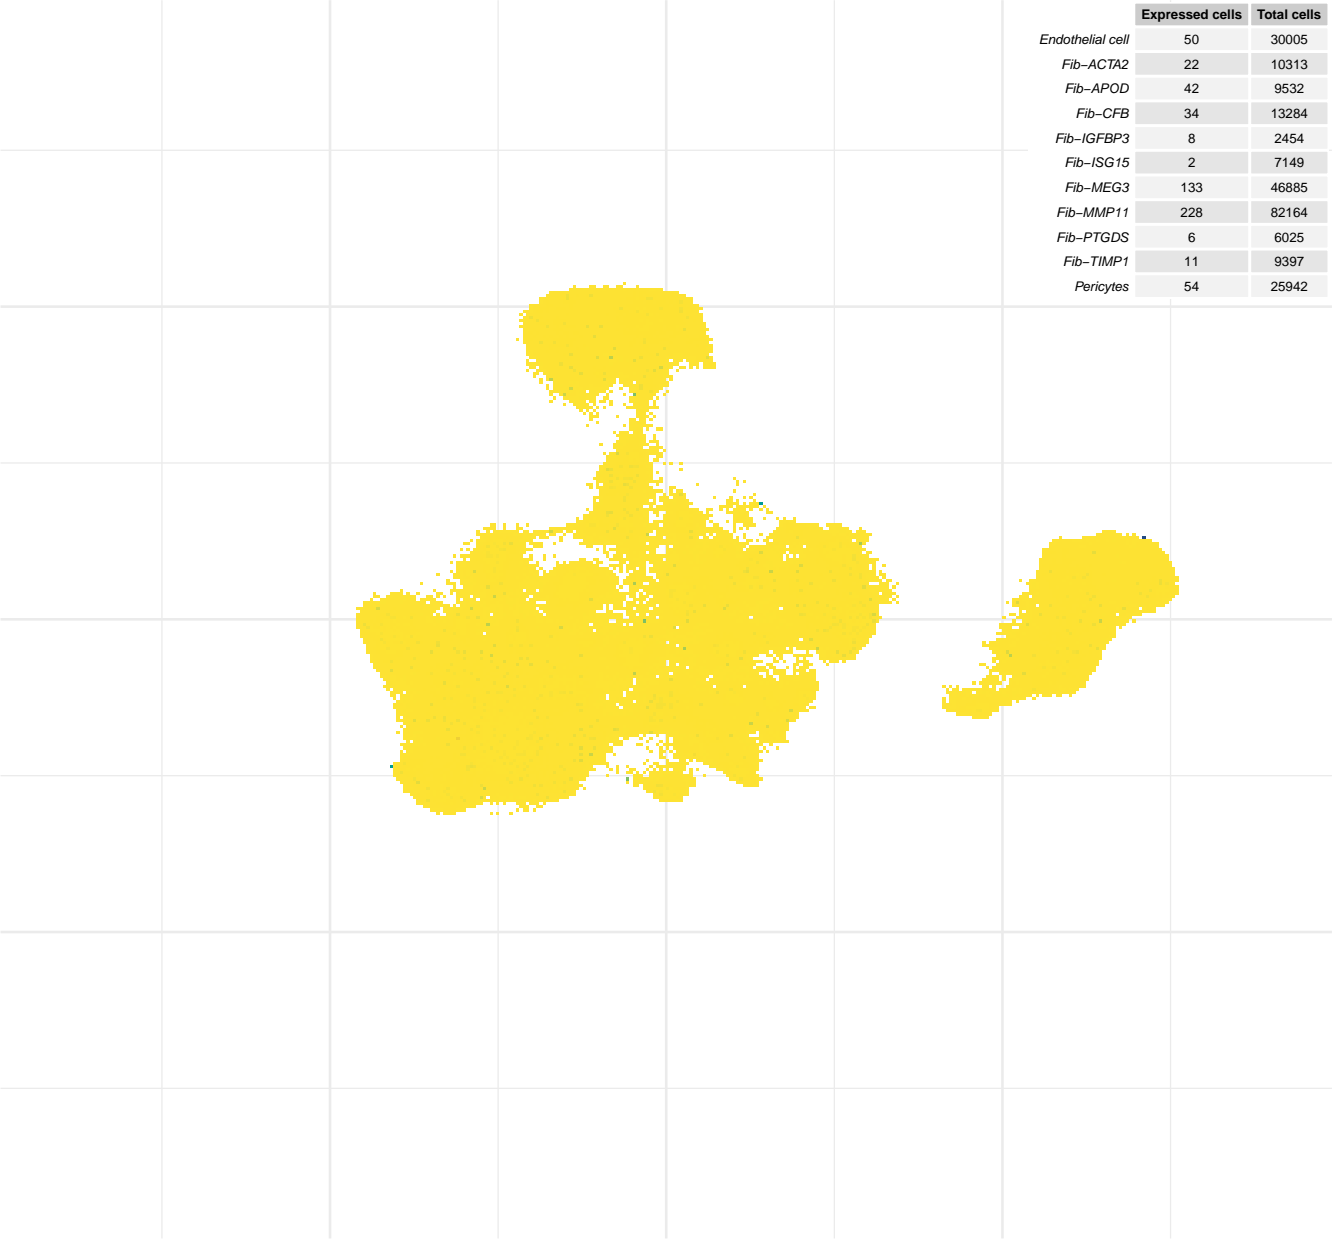 Expressed cells Total cells
Endothelial cell 50 30005
Fib−ACTA2 22 10313
Fib−APOD 42 9532
Fib−CFB 34 13284
Fib−IGFBP3 8 2454
Fib−ISG15 2 7149
Fib−MEG3 133 46885
Fib−MMP11 228 82164
Fib−PTGDS 6 6025
Fib−TIMP1 11 9397
Pericytes 54 25942